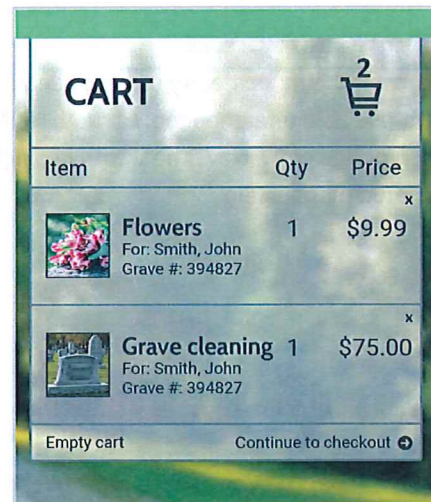 CART
2
Item Qty Price
x
Flowers 1 $9.99
For: Smith, John
Grave #: 394827
x
Grave cleaning 1 $75.00
For: Smith, John
Grave #: 394827
Empty cart Continue to checkout